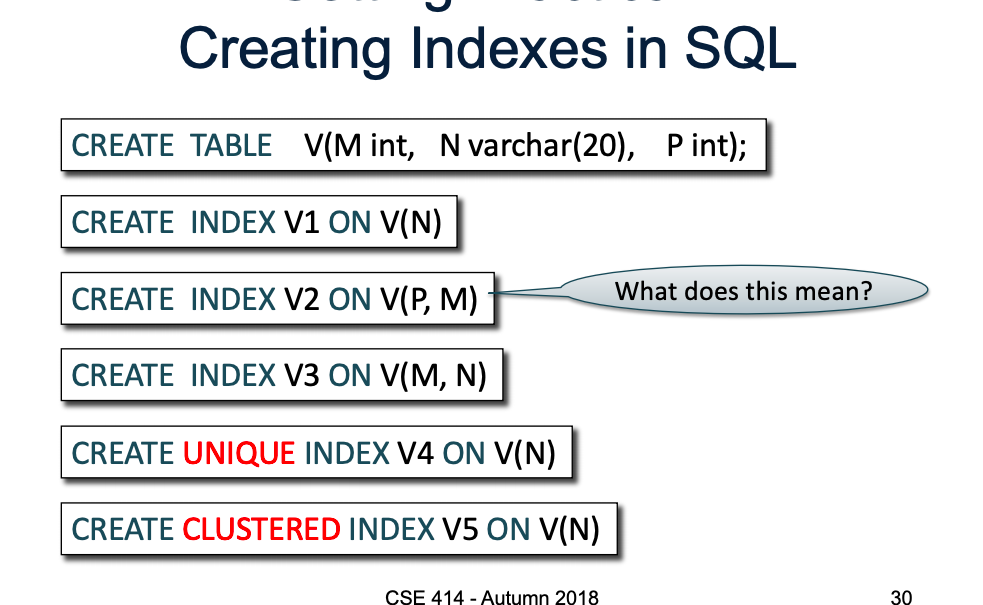 Creating Indexes in SQL
CREATE TABLE V(M int, N varchar(20), P int);
CREATE INDEX V1 ON V(N)
CREATE INDEX V2 ON V(P, M)
What does this mean?
CREATE INDEX V3 ON V(M, N)
CREATE UNIQUE INDEX V4 ON V(N)
CREATE CLUSTERED INDEX V5 ON V(N)
CSE 414 - Autumn 2018
30